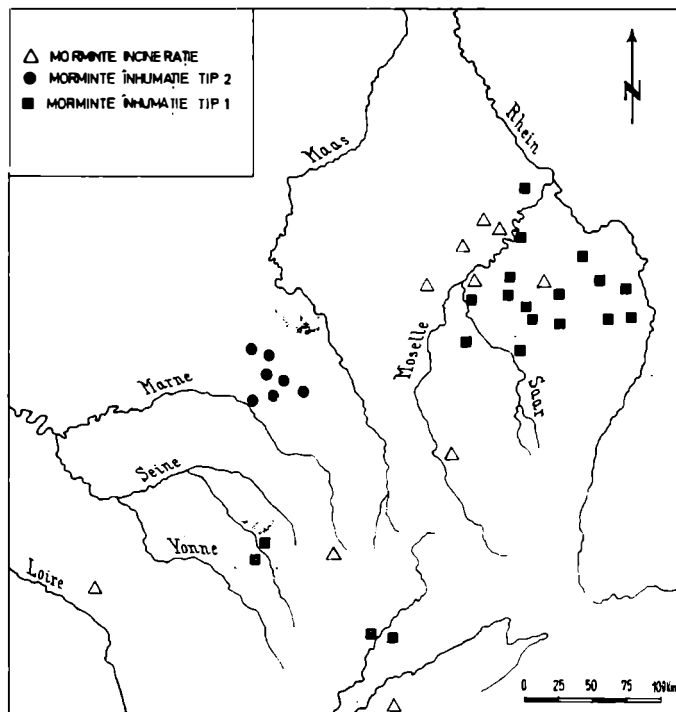 MORMINTE INCINERAȚIE
MORMINTE ÎNHUMAȚIE TIP 2
MORMINTE ÎNHUMAȚIE TIP 1
N
Rhein
Maas
Moselle
Saar
Marne
Seine
Yonne
Loire
0 25 50 75 100 Km